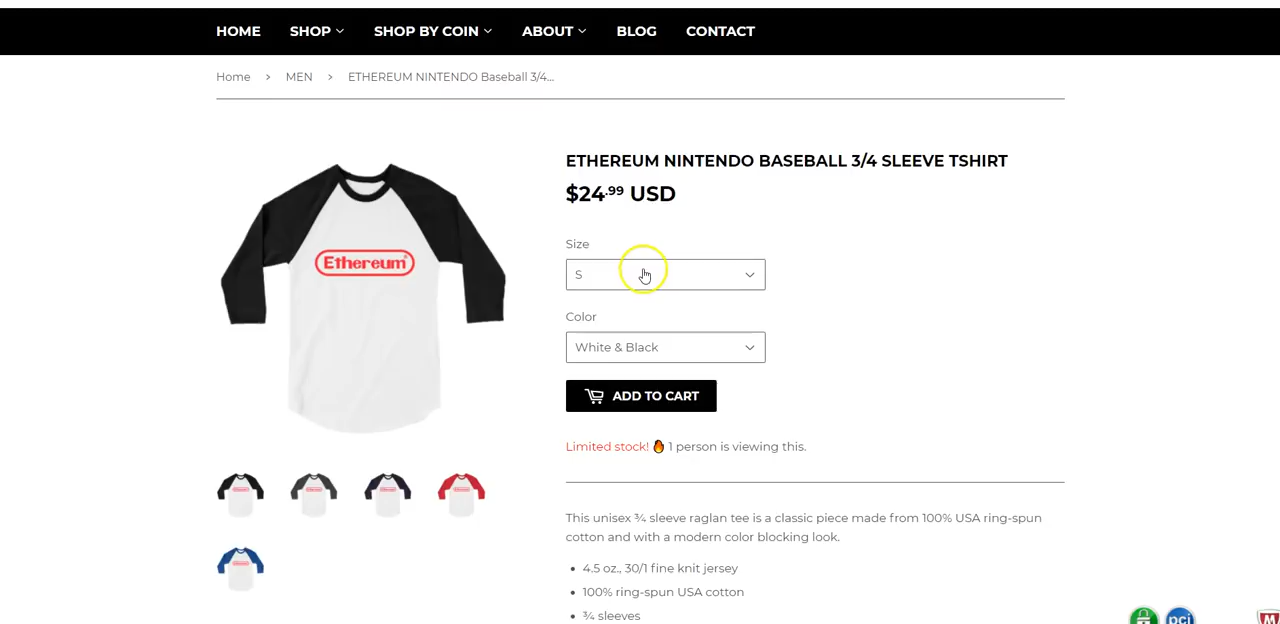 HOME SHOP SHOP BY COIN ABOUT BLOG CONTACT
Home > MEN > ETHEREUM NINTENDO Baseball 3/4...
ETHEREUM NINTENDO BASEBALL 3/4 SLEEVE TSHIRT
$24.99 USD
Size
S
Color
White & Black
ADD TO CART
Limited stock! 🔥 1 person is viewing this.
This unisex ¾ sleeve raglan tee is a classic piece made from 100% USA ring-spun
cotton and with a modern color blocking look.
• 4.5 oz., 30/1 fine knit jersey
• 100% ring-spun USA cotton
• ¾ sleeves
Ethereum
pci